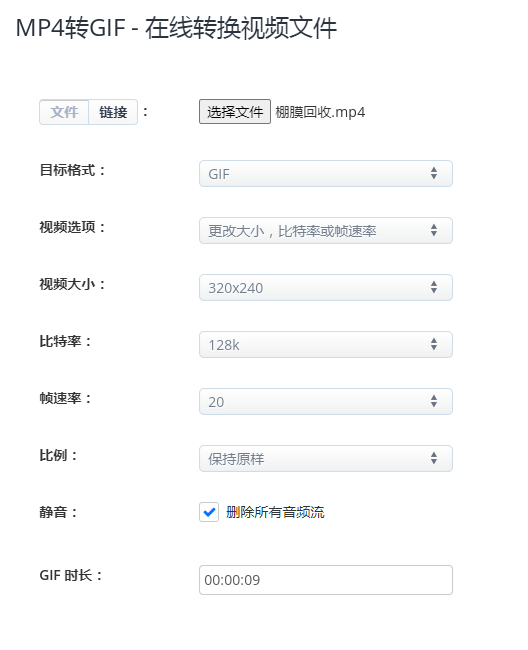 MP4转GIF - 在线转换视频文件
文件 链接 : 选择文件 棚膜回收.mp4
目标格式： GIF
视频选项： 更改大小，比特率或帧速率
视频大小： 320x240
比特率： 128k
帧速率： 20
比例： 保持原样
静音： 删除所有音频流
GIF 时长： 00:00:09